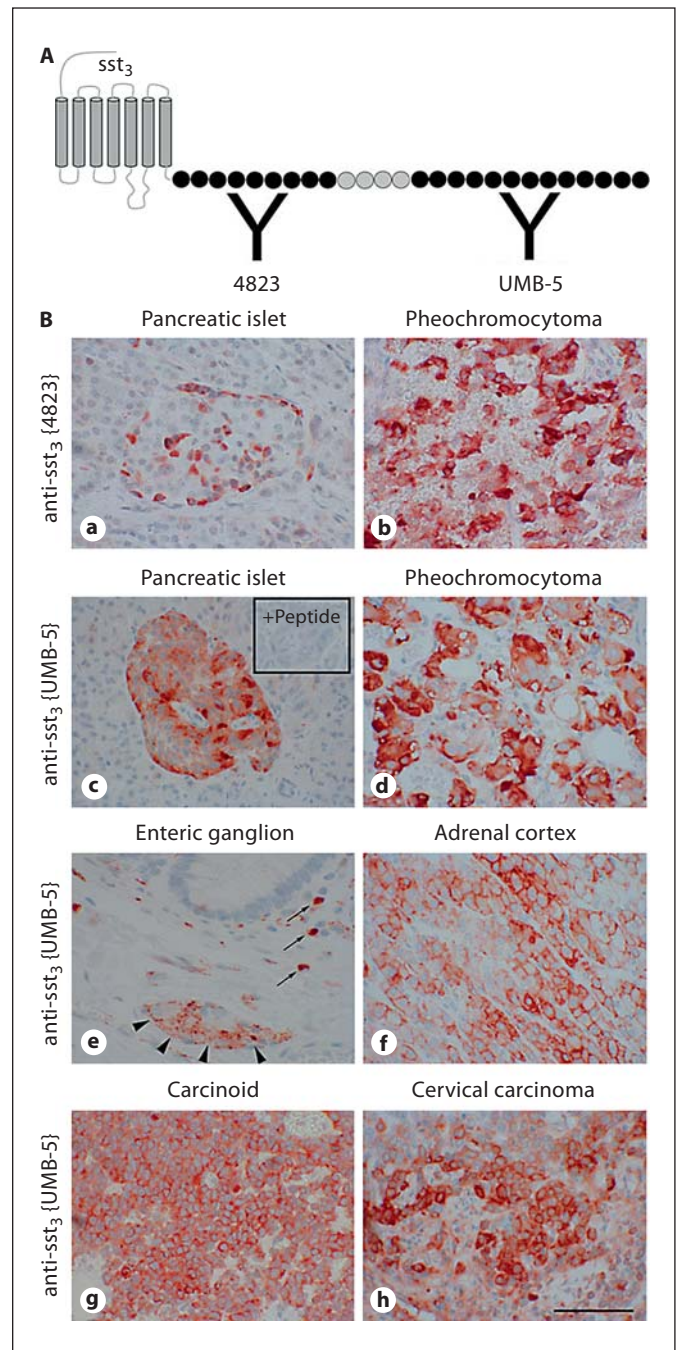 A
sst3
4823
UMB-5
B
Pancreatic islet
Pheochromocytoma
anti-sst3 {4823}
a
b
Pancreatic islet
Pheochromocytoma
anti-sst3 {UMB-5}
+Peptide
c
d
Enteric ganglion
Adrenal cortex
anti-sst3 {UMB-5}
e
f
Carcinoid
Cervical carcinoma
anti-sst3 {UMB-5}
g
h